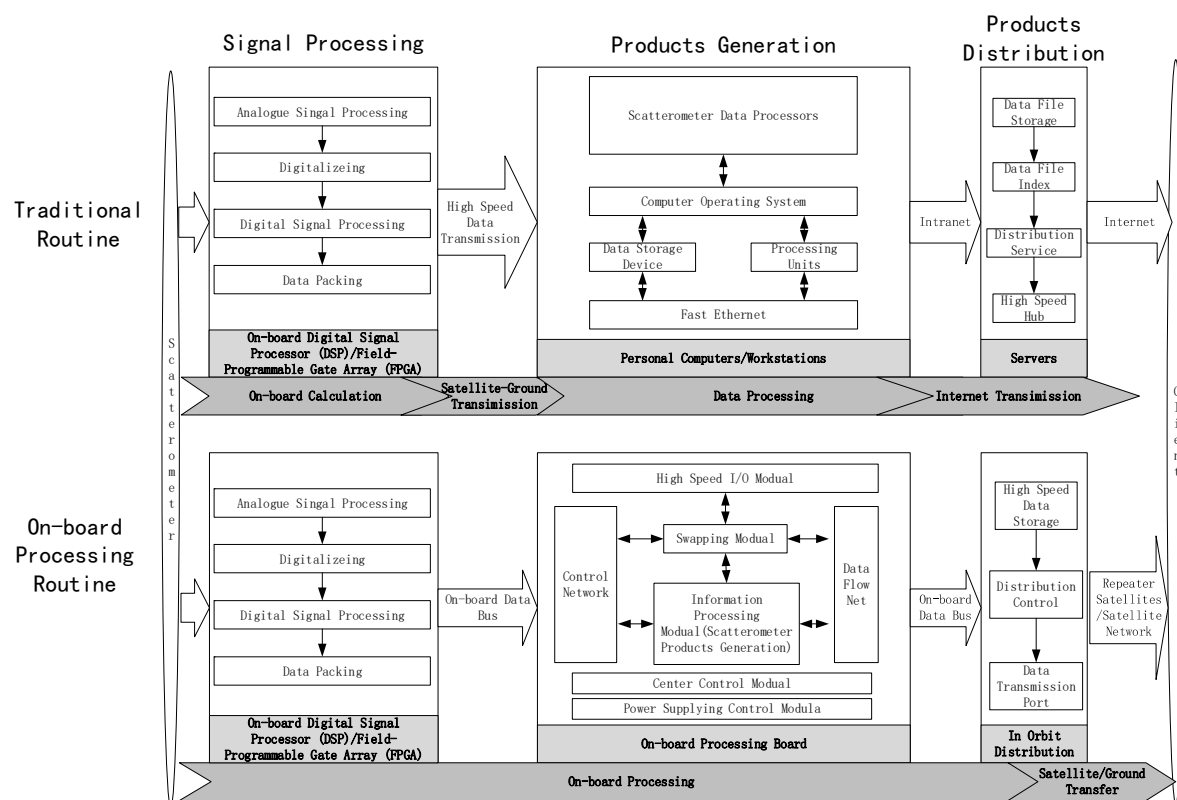 Signal Processing
Products Generation
Products
Distribution
Traditional
Routine
Scatterometer
Analogue Singal Processing
Digitalizeing
Digital Signal Processing
Data Packing
On-board Digital Signal
Processor (DSP)/Field-
Programmable Gate Array (FPGA)
High Speed
Data
Transmission
Scatterometer Data Processors
Computer Operating System
Data Storage
Device
Processing
Units
Fast Ethernet
Personal Computers/Workstations
Intranet
Data File
Storage
Data File
Index
Distribution
Service
High Speed
Hub
Servers
Internet
On-board Calculation
Satellite-Ground
Transimission
Data Processing
Internet Transimission
On-board
Processing
Routine
Analogue Singal Processing
Digitalizeing
Digital Signal Processing
Data Packing
On-board Digital Signal
Processor (DSP)/Field-
Programmable Gate Array (FPGA)
On-board Data
Bus
High Speed I/O Modual
Swapping Modual
Control
Network
Data
Flow
Net
Information
Processing
Modual(Scatterometer
Products Generation)
Center Control Modual
Power Supplying Control Modula
On-board Processing Board
On-board
Data Bus
High Speed
Data
Storage
Distribution
Control
Data
Transmission
Port
In Orbit
Distribution
Repeater
Satellites
/Satellite
Network
On-board Processing
Satellite/Ground
Transfer